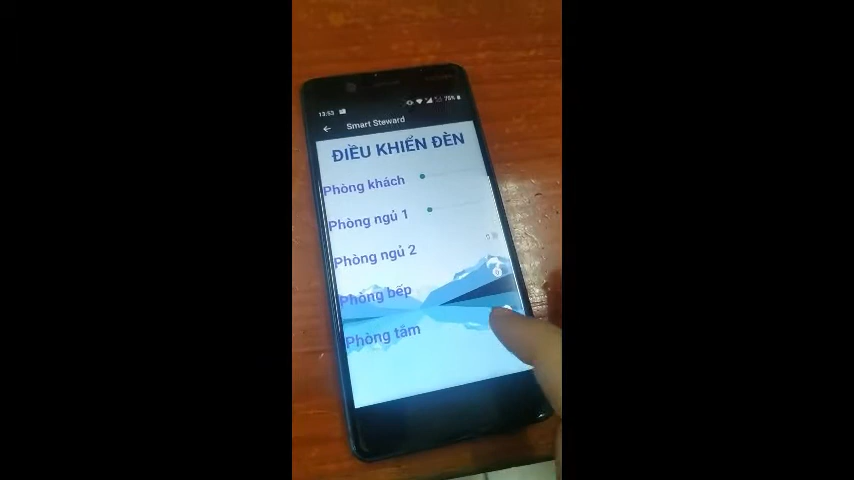 13:53
75%
Smart Steward
ĐIỀU KHIỂN ĐÈN
Phòng khách
Phòng ngủ 1
Phòng ngủ 2
Phòng bếp
Phòng tắm